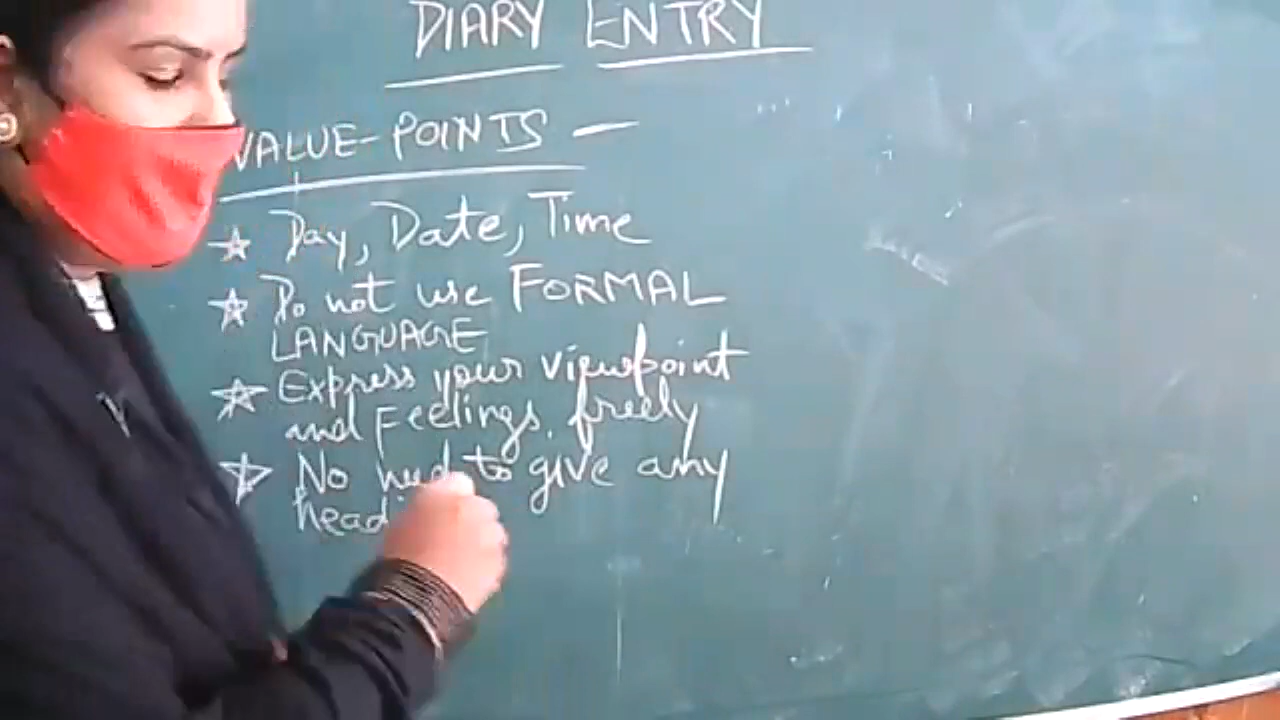 DIARY ENTRY
VALUE-POINTS —
☆ Day, Date, Time
☆ Do not use FORMAL
LANGUAGE
☆ Express your viewpoint
and Feelings. freely
☆ No need to give any
head